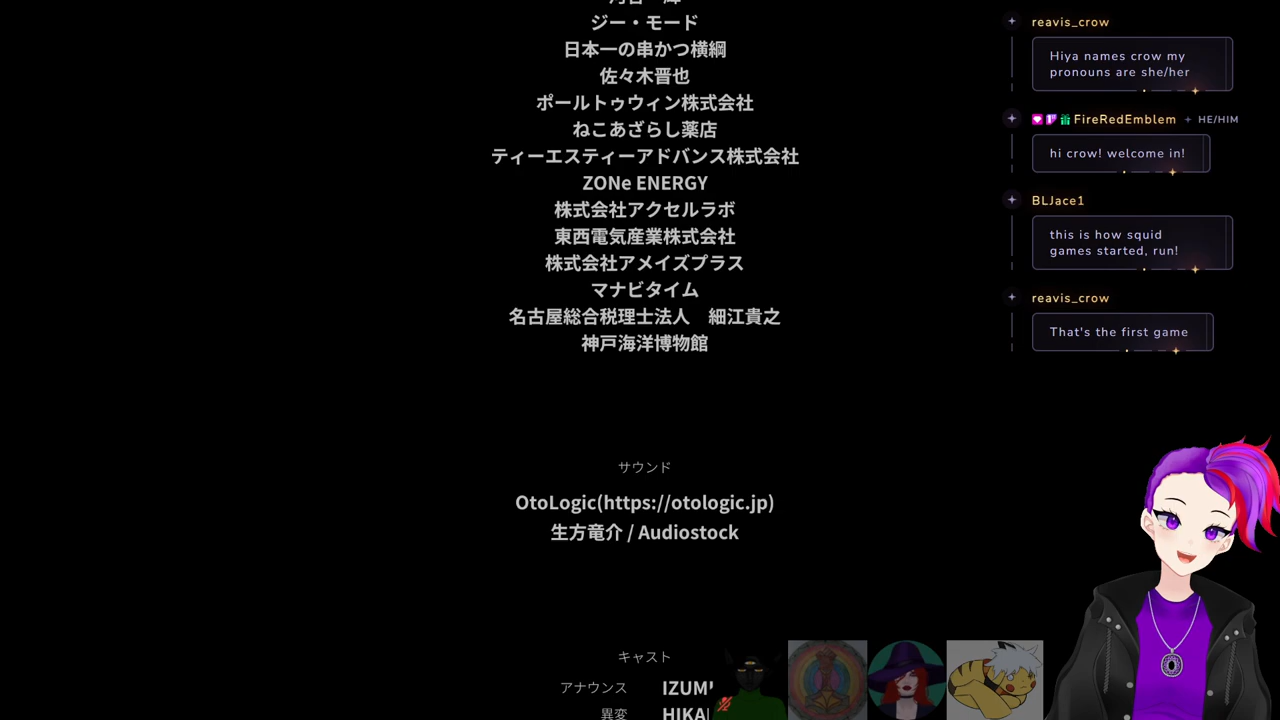 ジー・モード
日本一の串かつ横綱
佐々木晋也
ポールトゥウィン株式会社
ねこあざらし薬店
ティーエスティーアドバンス株式会社
ZONe ENERGY
株式会社アクセルラボ
東西電気産業株式会社
株式会社アメイズプラス
マナビタイム
名古屋総合税理士法人　細江貴之
神戸海洋博物館
サウンド
OtoLogic(https://otologic.jp)
生方竜介 / Audiostock
キャスト
アナウンス IZUMI
異変
reavis_crow
Hiya names crow my
pronouns are she/her
FireRedEmblem HE/HIM
hi crow! welcome in!
BLJace1
this is how squid
games started, run!
reavis_crow
That's the first game